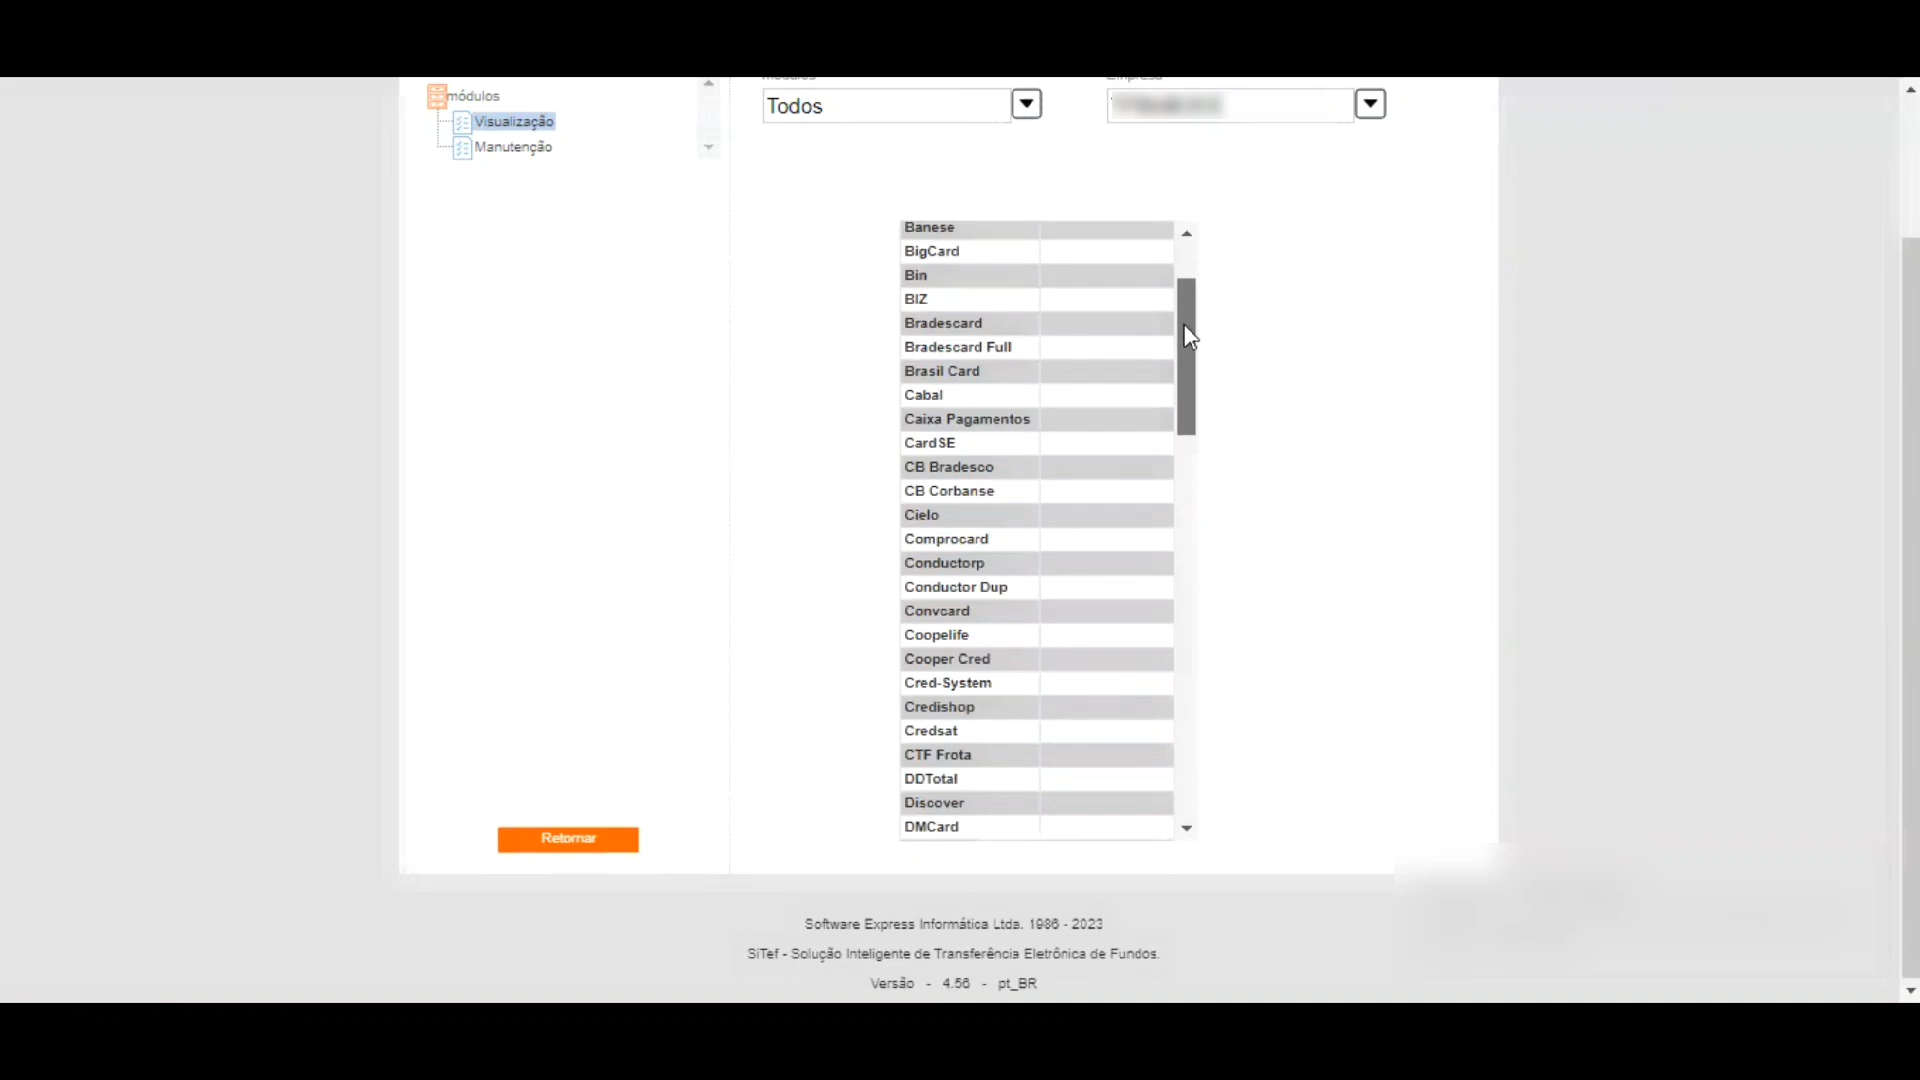 módulos
Visualização
Manutenção
Todos
Banese
BigCard
Bin
BIZ
Bradescard
Bradescard Full
Brasil Card
Cabal
Caixa Pagamentos
CardSE
CB Bradesco
CB Corbanse
Cielo
Comprocard
Conductorp
Conductor Dup
Convcard
Coopelife
Cooper Cred
Cred-System
Credishop
Credsat
CTF Frota
DDTotal
Discover
DMCard
Retornar
Software Express Informática Ltda. 1986 - 2023
SiTef - Solução Inteligente de Transferência Eletrônica de Fundos.
Versão - 4.56 - pt_BR